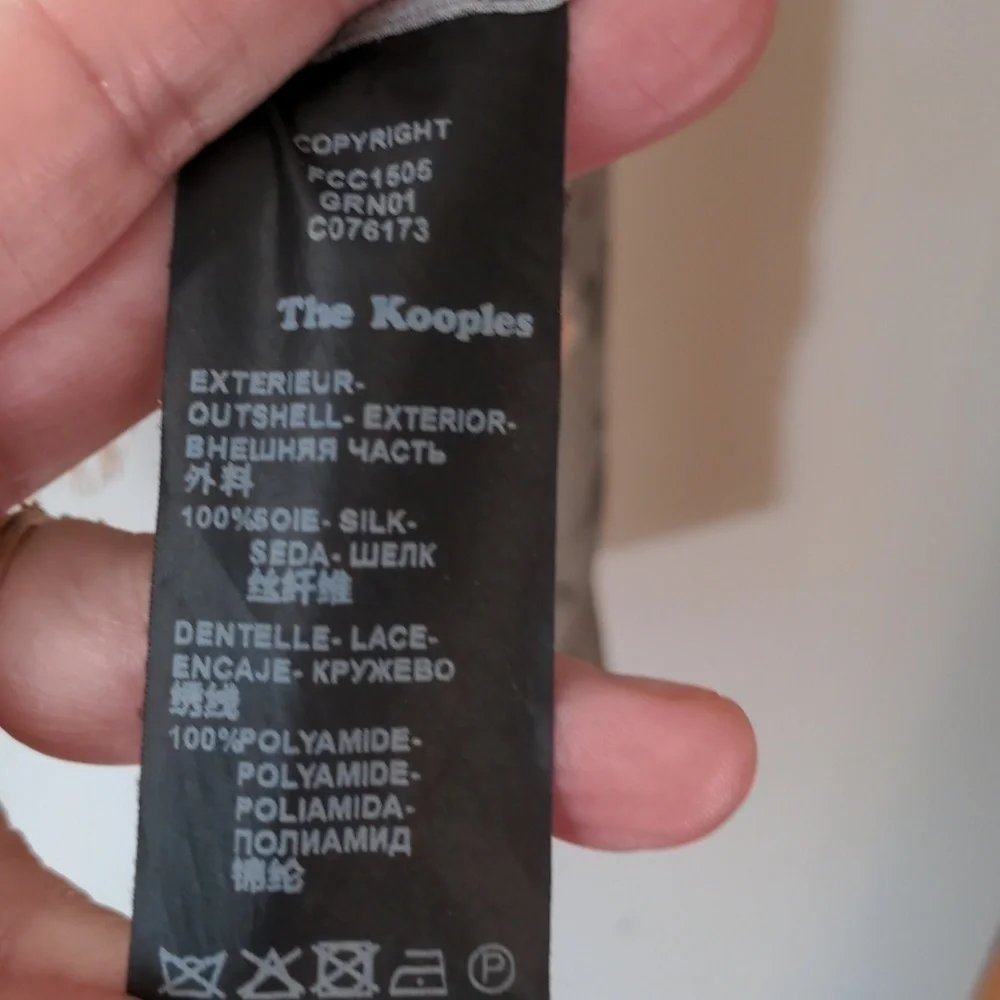 COPYRIGHT
FCC1505
GRN01
C076173
The Kooples
EXTERIEUR-
OUTSHELL- EXTERIOR-
ВНЕШНЯЯ ЧАСТЬ
外料
100%SOIE- SILK-
SEDA- ШЕЛК
丝纤维
DENTELLE- LACE-
ENCAJE- КРУЖЕВО
绣线
100%POLYAMIDE-
POLYAMIDE-
POLIAMIDA-
ПОЛИАМИД
锦纶
P